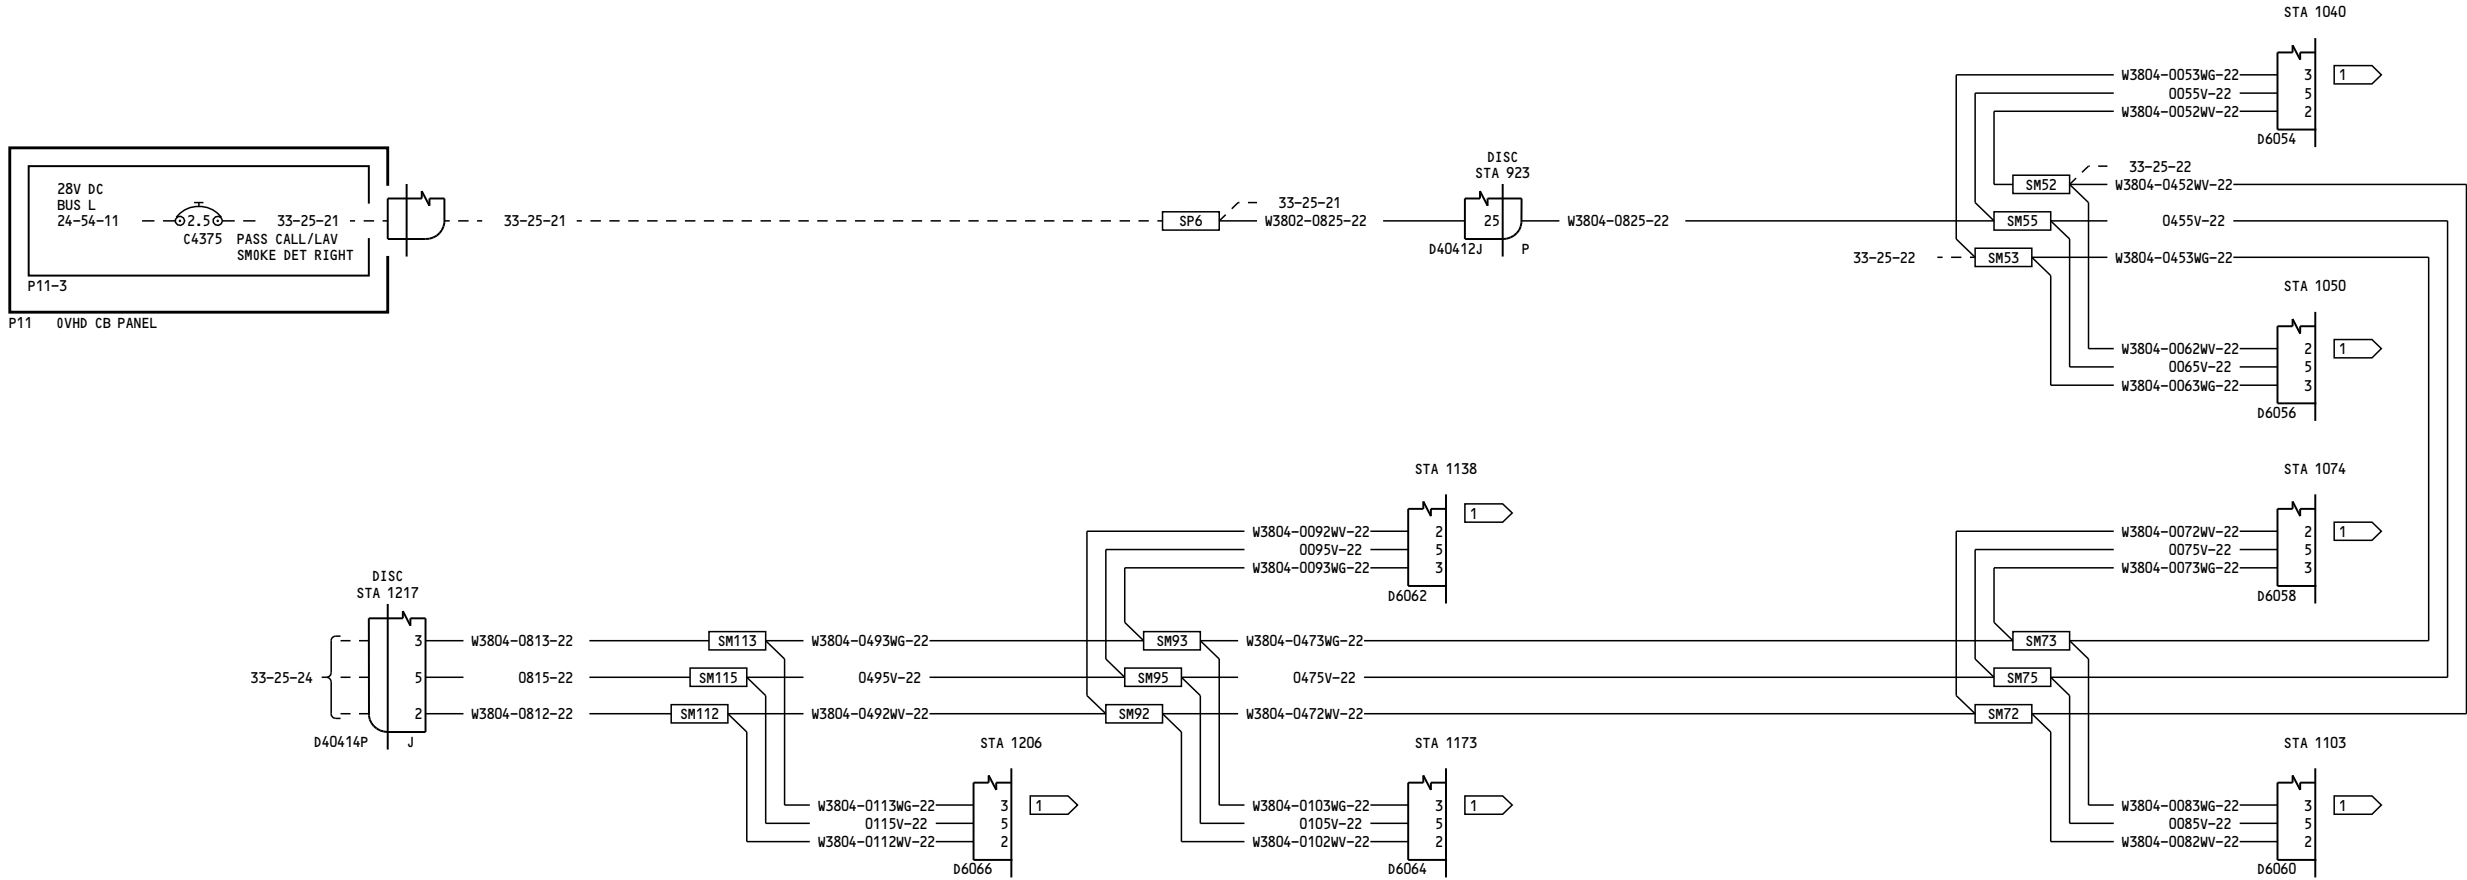 STA 1040
W3804-0053WG-22 3 1
0055V-22 5
W3804-0052WV-22 2
D6054
DISC
STA 923
33-25-22
28V DC
BUS L
24-54-11 2.5 33-25-21 33-25-21
C4375 PASS CALL/LAV
SMOKE DET RIGHT
P11-3
P11 0VHD CB PANEL
33-25-21
SP6 W3802-0825-22 25 W3804-0825-22
D40412J P
SM52 W3804-0452WV-22
SM55 0455V-22
33-25-22 SM53 W3804-0453WG-22
STA 1050
W3804-0062WV-22 2 1
0065V-22 5
W3804-0063WG-22 3
D6056
STA 1138
1
W3804-0092WV-22 2
0095V-22 5
W3804-0093WG-22 3
D6062
STA 1074
W3804-0072WV-22 2 1
0075V-22 5
W3804-0073WG-22 3
D6058
DISC
STA 1217
3 W3804-0813-22 SM113 W3804-0493WG-22 SM93 W3804-0473WG-22 SM73
33-25-24 5 0815-22 SM115 0495V-22 SM95 0475V-22 SM75
2 W3804-0812-22 SM112 W3804-0492WV-22 SM92 W3804-0472WV-22 SM72
D40414P J
STA 1206
W3804-0113WG-22 3 1
0115V-22 5
W3804-0112WV-22 2
D6066
STA 1173
W3804-0103WG-22 3 1
0105V-22 5
W3804-0102WV-22 2
D6064
STA 1103
W3804-0083WG-22 3 1
0085V-22 5
W3804-0082WV-22 2
D6060